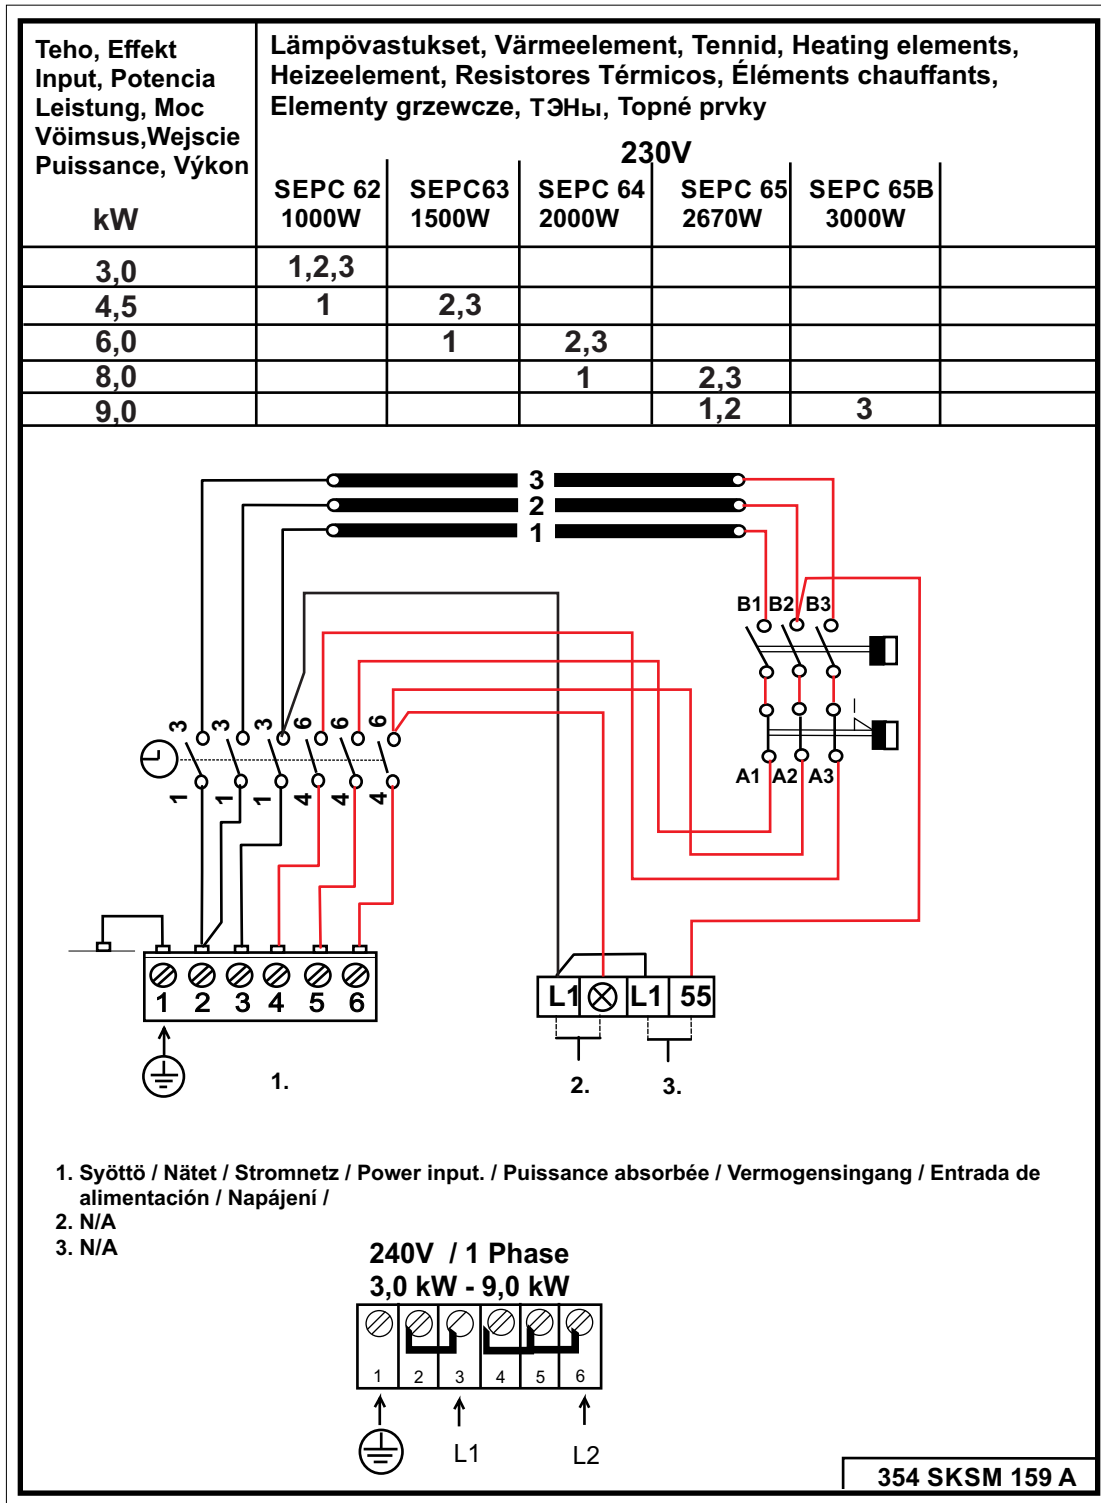 Teho, Effekt
Input, Potencia
Leistung, Moc
Vöimsus,Wejscie
Puissance, Výkon
kW
Lämpövastukset, Värmeelement, Tennid, Heating elements,
Heizeelement, Resistores Térmicos, Éléments chauffants,
Elementy grzewcze, ТЭНы, Topné prvky
230V
SEPC 62 SEPC63 SEPC 64 SEPC 65 SEPC 65B
1000W 1500W 2000W 2670W 3000W
3,0 1,2,3
4,5 1 2,3
6,0 1 2,3
8,0 1 2,3
9,0 1,2 3
3
2
1
B1 B2 B3
3 3 3 6 6 6
A1 A2 A3
1 1 1 4 4 4
1 2 3 4 5 6
L1 L1 55
1.
2. 3.
1. Syöttö / Nätet / Stromnetz / Power input. / Puissance absorbée / Vermogensingang / Entrada de
alimentación / Napájení /
2. N/A
3. N/A
240V / 1 Phase
3,0 kW - 9,0 kW
1 2 3 4 5 6
L1 L2
354 SKSM 159 A